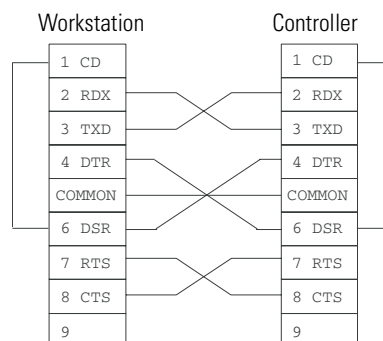 Workstation Controller
1 CD 1 CD
2 RDX 2 RDX
3 TXD 3 TXD
4 DTR 4 DTR
COMMON COMMON
6 DSR 6 DSR
7 RTS 7 RTS
8 CTS 8 CTS
9 9